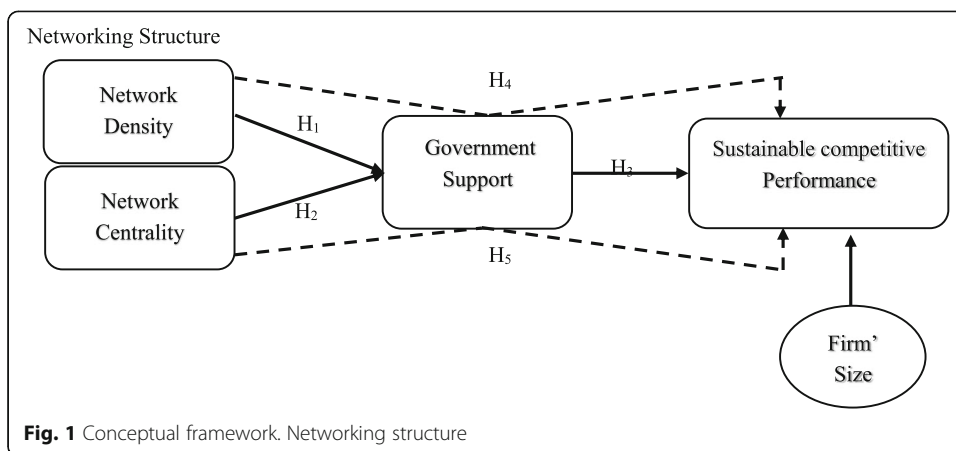 Networking Structure
Network
Density
H4
H1
Government
Support
H3
Sustainable competitive
Performance
Network
Centrality
H2
H5
Firm'
Size
Fig. 1 Conceptual framework. Networking structure